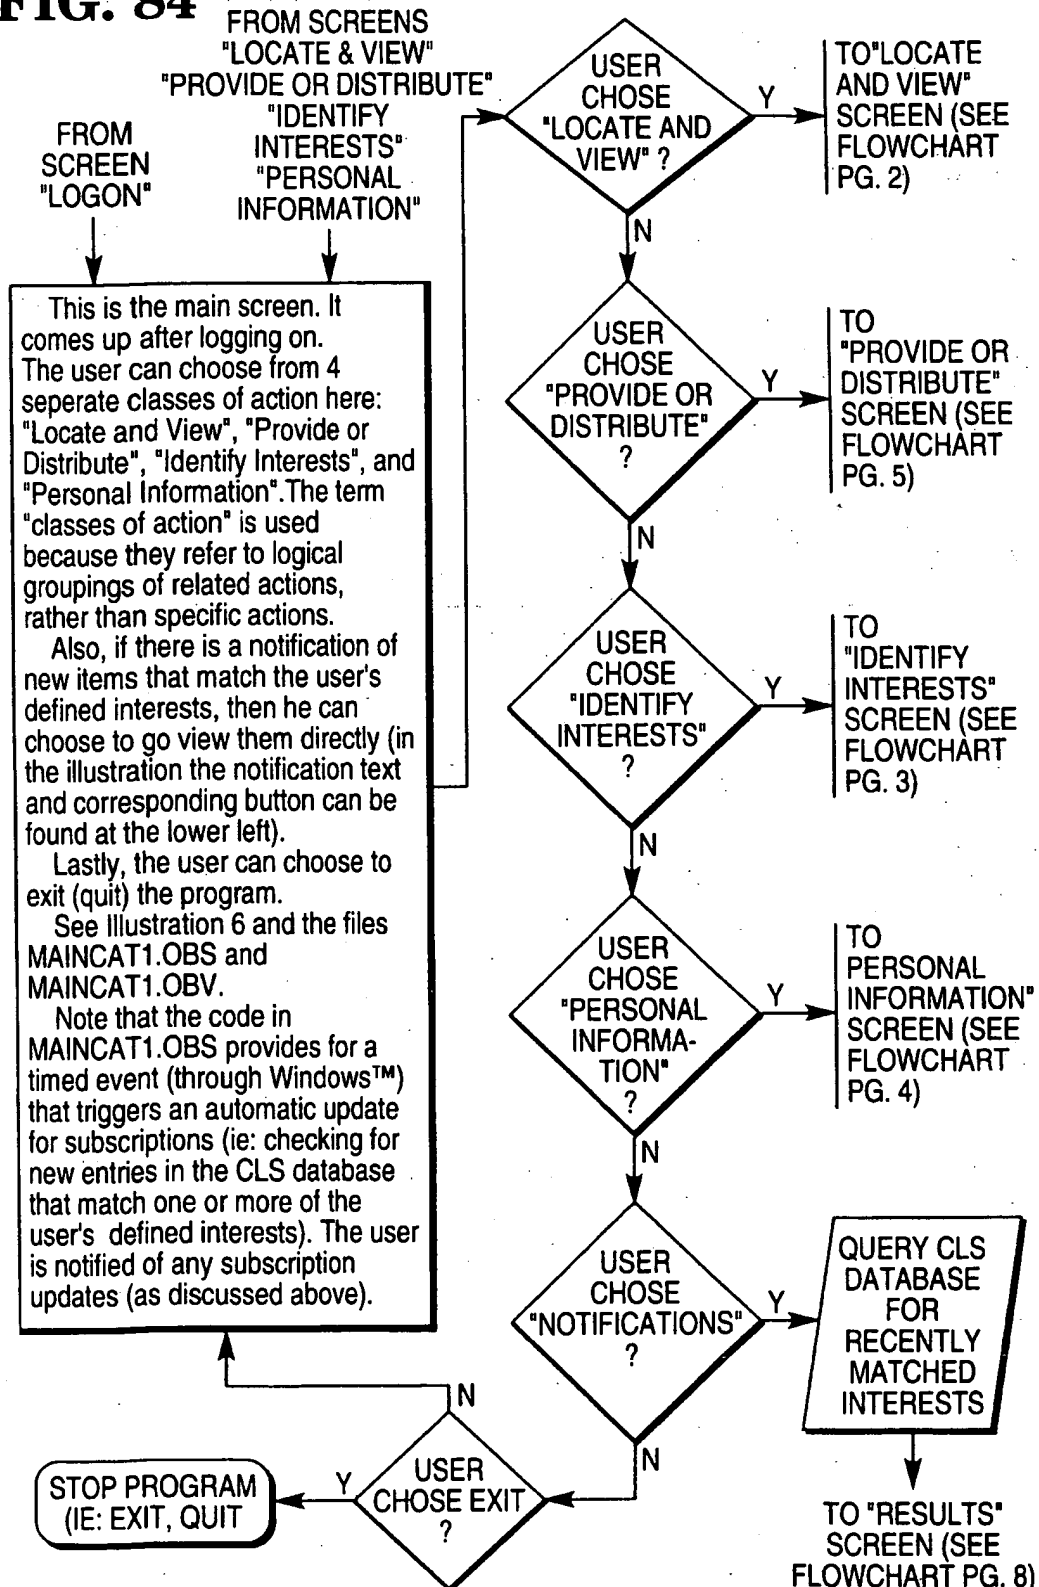 FIG. 84
FROM SCREENS
"LOCATE & VIEW"
"PROVIDE OR DISTRIBUTE"
"IDENTIFY
INTERESTS"
"PERSONAL
INFORMATION"
FROM
SCREEN
"LOGON"
This is the main screen. It
comes up after logging on.
The user can choose from 4
seperate classes of action here:
"Locate and View", "Provide or
Distribute", "Identify Interests", and
"Personal Information".The term
"classes of action" is used
because they refer to logical
groupings of related actions,
rather than specific actions.
Also, if there is a notification of
new items that match the user's
defined interests, then he can
choose to go view them directly (in
the illustration the notification text
and corresponding button can be
found at the lower left).
Lastly, the user can choose to
exit (quit) the program.
See Illustration 6 and the files
MAINCAT1.OBS and
MAINCAT1.OBV.
Note that the code in
MAINCAT1.OBS provides for a
timed event (through Windows™)
that triggers an automatic update
for subscriptions (ie: checking for
new entries in the CLS database
that match one or more of the
user's defined interests). The user
is notified of any subscription
updates (as discussed above).
USER
CHOSE
"LOCATE AND
VIEW" ?
Y
TO"LOCATE
AND VIEW"
SCREEN (SEE
FLOWCHART
PG. 2)
N
USER
CHOSE
"PROVIDE OR
DISTRIBUTE"
?
Y
TO
"PROVIDE OR
DISTRIBUTE"
SCREEN (SEE
FLOWCHART
PG. 5)
N
USER
CHOSE
"IDENTIFY
INTERESTS"
?
Y
TO
"IDENTIFY
INTERESTS"
SCREEN (SEE
FLOWCHART
PG. 3)
N
USER
CHOSE
"PERSONAL
INFORMA-
TION"
?
Y
TO
PERSONAL
INFORMATION"
SCREEN (SEE
FLOWCHART
PG. 4)
N
USER
CHOSE
"NOTIFICATIONS"
?
Y
QUERY CLS
DATABASE
FOR
RECENTLY
MATCHED
INTERESTS
TO "RESULTS"
SCREEN (SEE
FLOWCHART PG. 8)
N
USER
CHOSE EXIT
?
N
Y
STOP PROGRAM
(IE: EXIT, QUIT